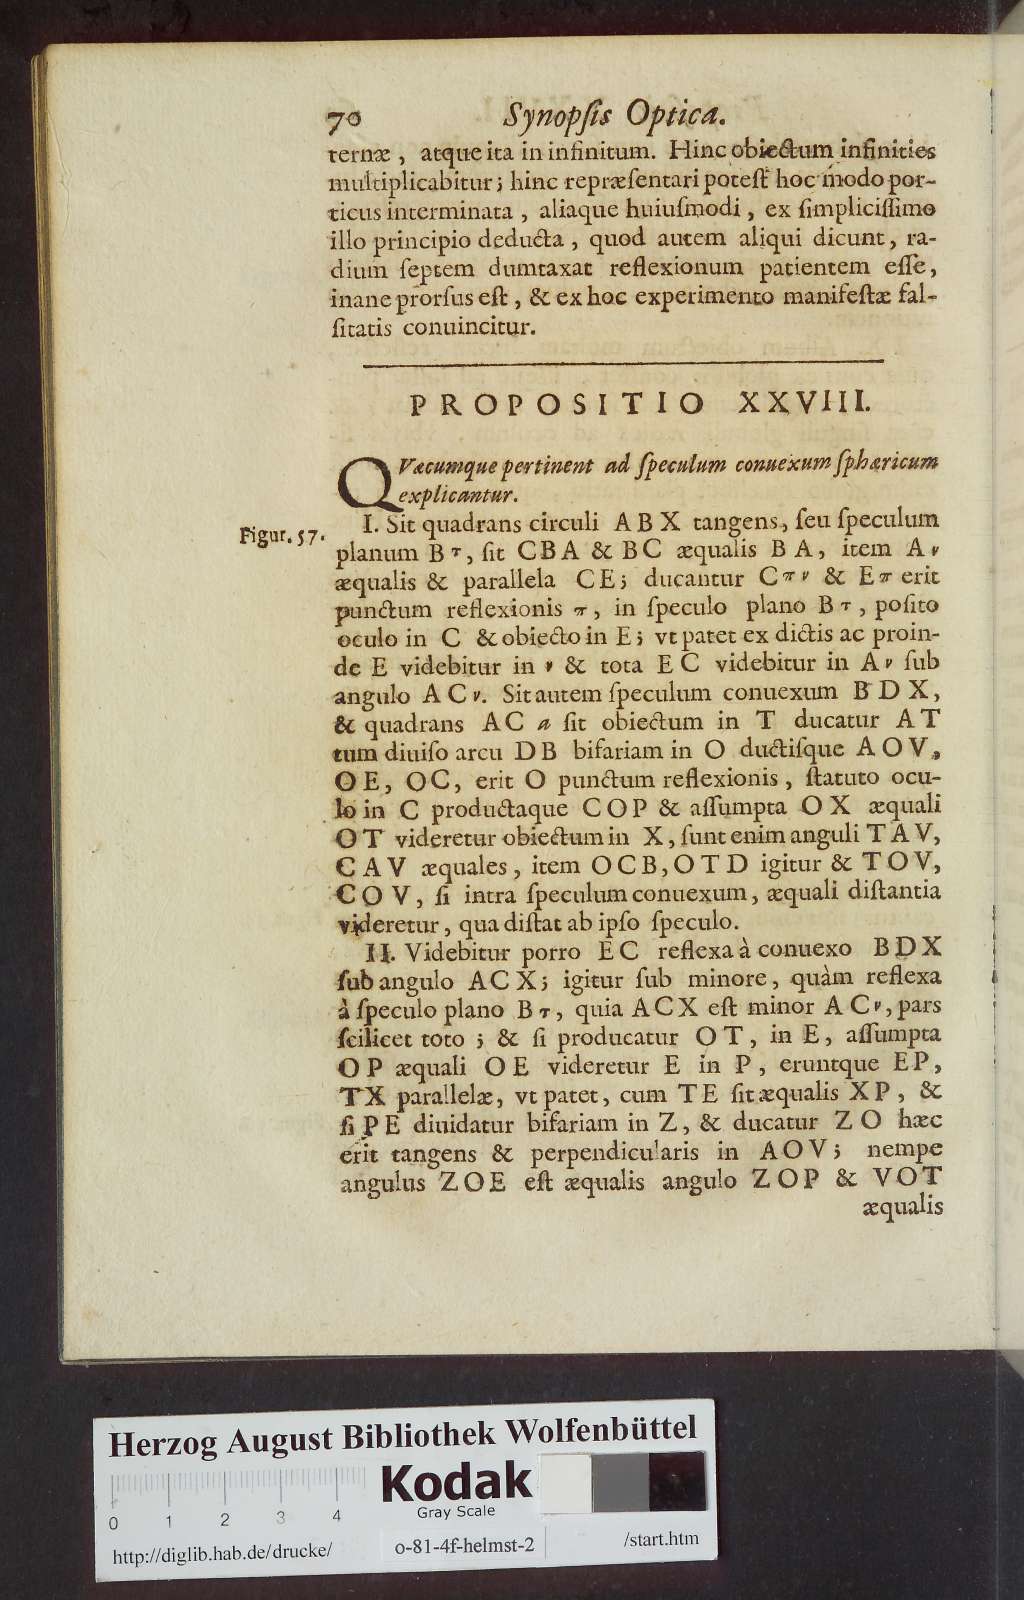 70 Synopſis Optica.
ternæ, atque ita in infinitum. Hinc obiectum infinities
multiplicabitur; hinc repræſentari poteſt hoc modo por-
ticus interminata, aliaque huiuſmodi, ex ſimpliciſſimo
illo principio deducta, quod autem aliqui dicunt, ra-
dium ſeptem dumtaxat reflexionum patientem eſſe,
inane prorſus eſt, & ex hoc experimento manifeſtæ fal-
ſitatis conuincitur.
PROPOSITIO XXVIII.
QVæcumque pertinent ad ſpeculum conuexum ſphæricum
explicantur.
Figur. 57.
I. Sit quadrans circuli ABX tangens, ſeu ſpeculum
planum Bτ, ſit CBA & BC æqualis BA, item Aν
æqualis & parallela CE; ducantur Cπν & Eπ erit
punctum reflexionis π, in ſpeculo plano Bτ, poſito
oculo in C & obiecto in E; vt patet ex dictis ac proin-
de E videbitur in ν & tota EC videbitur in Aν ſub
angulo ACν. Sit autem ſpeculum conuexum BDX,
& quadrans AC a ſit obiectum in T ducatur AT
tum diuiſo arcu DB bifariam in O ductiſque AOV,
OE, OC, erit O punctum reflexionis, ſtatuto ocu-
lo in C productaque COP & aſſumpta OX æquali
OT videretur obiectum in X, ſunt enim anguli TAV,
CAV æquales, item OCB, OTD igitur & TOV,
COV, ſi intra ſpeculum conuexum, æquali diſtantia
videretur, qua diſtat ab ipſo ſpeculo.
II. Videbitur porro EC reflexa à conuexo BDX
ſub angulo ACX; igitur ſub minore, quàm reflexa
à ſpeculo plano Bτ, quia ACX eſt minor ACν, pars
ſcilicet toto; & ſi producatur OT, in E, aſſumpta
OP æquali OE videretur E in P, eruntque EP,
TX parallelæ, vt patet, cum TE ſit æqualis XP, &
ſi PE diuidatur bifariam in Z, & ducatur ZO hæc
erit tangens & perpendicularis in AOV; nempe
angulus ZOE eſt æqualis angulo ZOP & VOT
æqualis
Herzog August Bibliothek Wolfenbüttel
Kodak
Gray Scale
0 1 2 3 4
http://diglib.hab.de/drucke/ o-81-4f-helmst-2 /start.htm